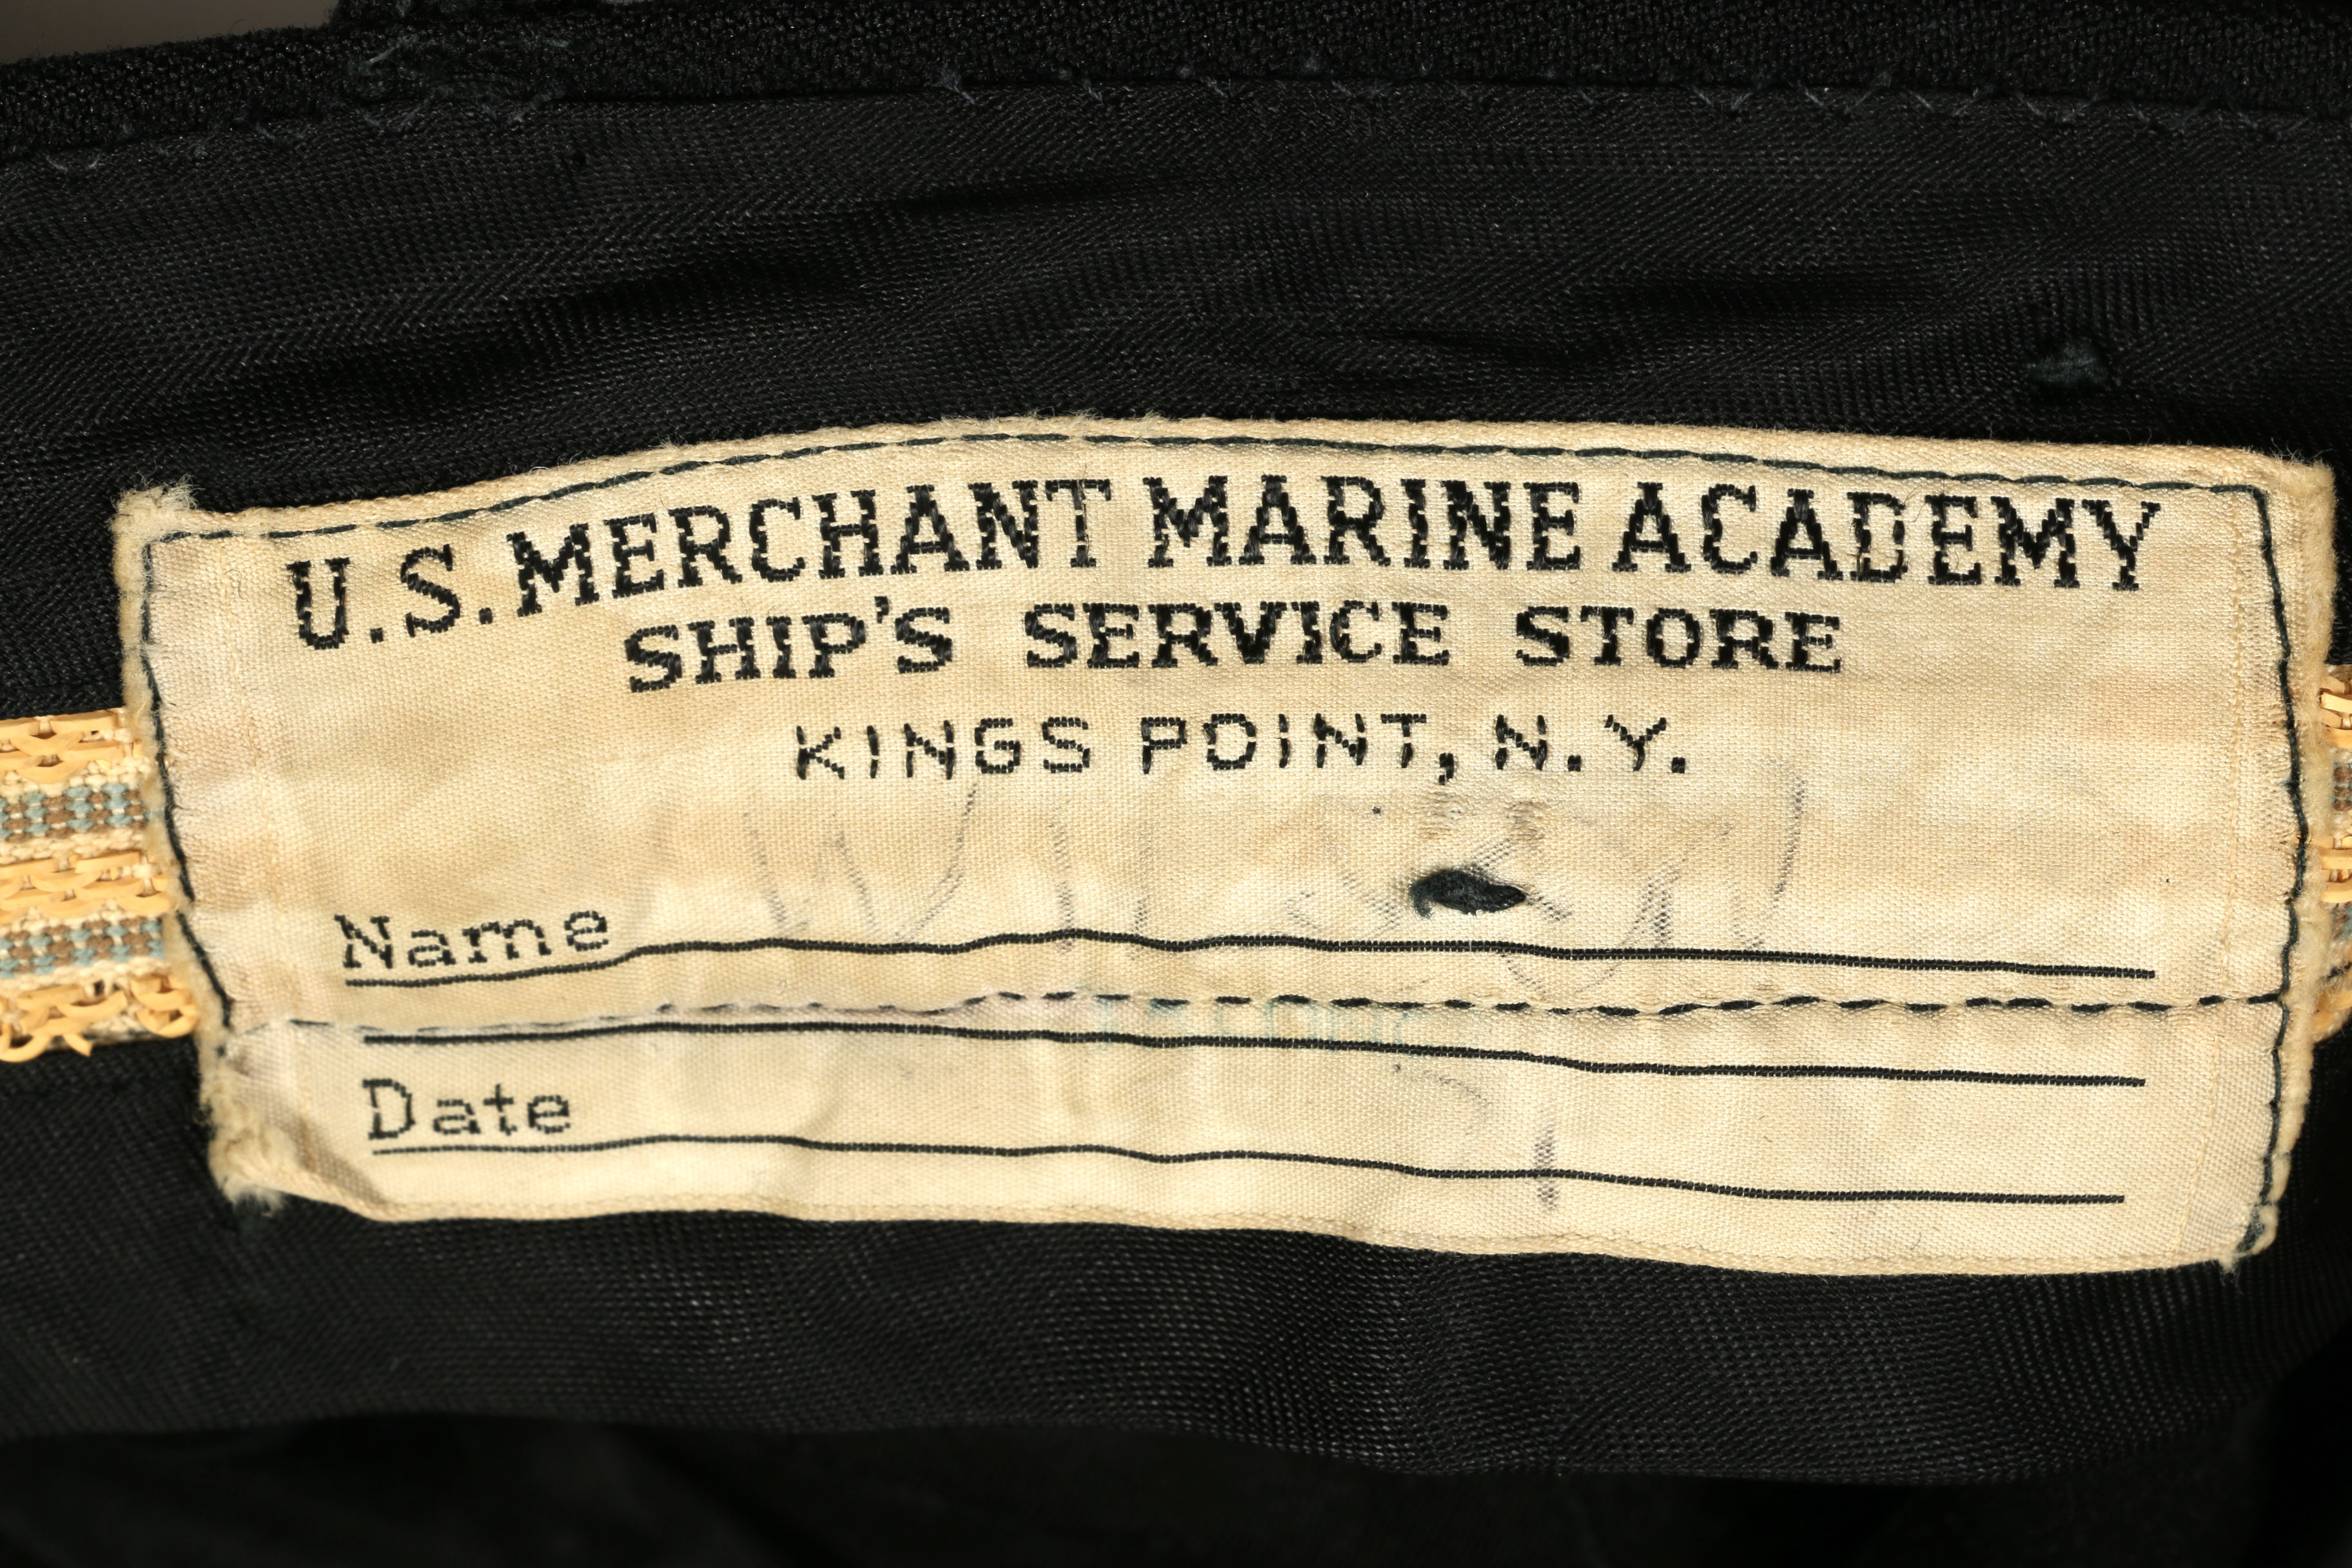 U.S. MERCHANT MARINE ACADEMY
SHIP'S SERVICE STORE
KINGS POINT, N.Y.
Name
Date